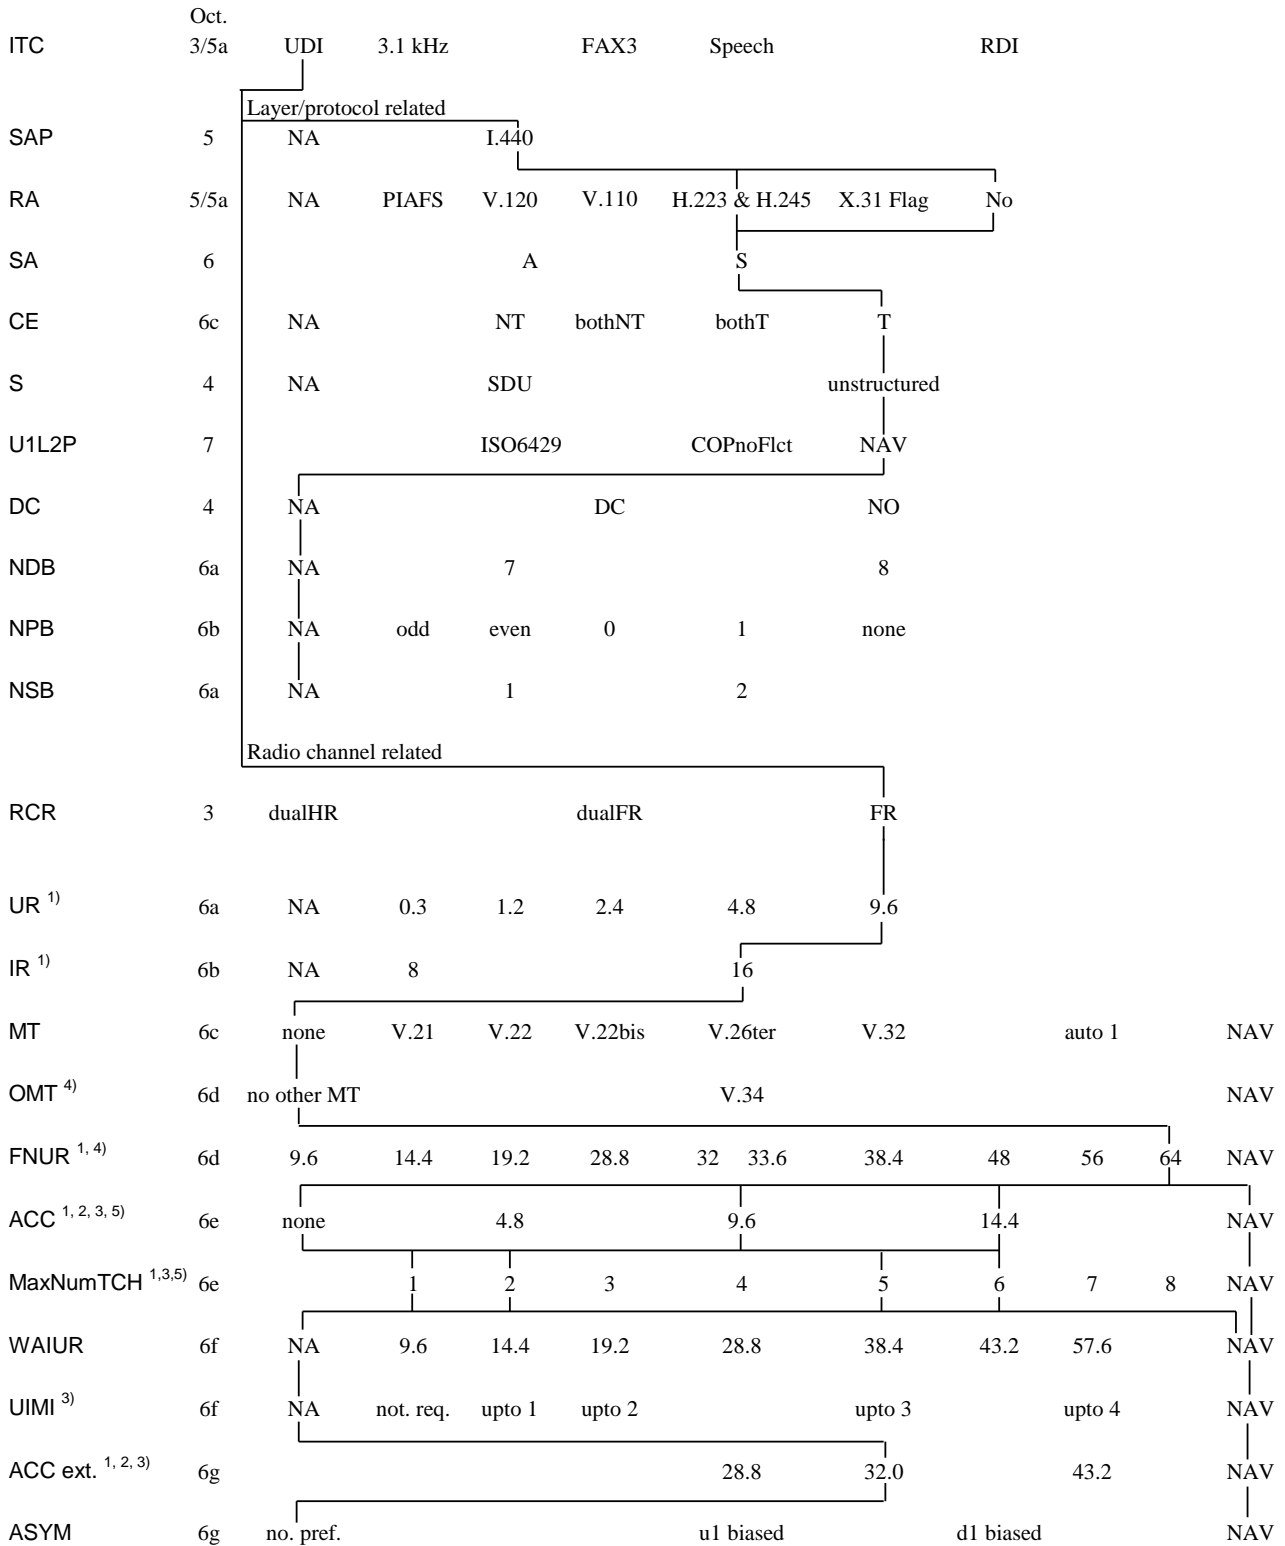 Oct.
ITC 3/5a UDI 3.1 kHz FAX3 Speech RDI
Layer/protocol related
SAP 5 NA I.440
RA 5/5a NA PIAFS V.120 V.110 H.223 & H.245 X.31 Flag No
SA 6 A S
CE 6c NA NT bothNT bothT T
S 4 NA SDU unstructured
U1L2P 7 ISO6429 COPnoFlct NAV
DC 4 NA DC NO
NDB 6a NA 7 8
NPB 6b NA odd even 0 1 none
NSB 6a NA 1 2
Radio channel related
RCR 3 dualHR dualFR FR
UR 1) 6a NA 0.3 1.2 2.4 4.8 9.6
IR 1) 6b NA 8 16
MT 6c none V.21 V.22 V.22bis V.26ter V.32 auto 1 NAV
OMT 4) 6d no other MT V.34 NAV
FNUR 1, 4) 6d 9.6 14.4 19.2 28.8 32 33.6 38.4 48 56 64 NAV
ACC 1, 2, 3, 5) 6e none 4.8 9.6 14.4 NAV
MaxNumTCH 1,3,5) 6e 1 2 3 4 5 6 7 8 NAV
WAIUR 6f NA 9.6 14.4 19.2 28.8 38.4 43.2 57.6 NAV
UIMI 3) 6f NA not. req. upto 1 upto 2 upto 3 upto 4 NAV
ACC ext. 1, 2, 3) 6g 28.8 32.0 43.2 NAV
ASYM 6g no. pref. u1 biased d1 biased NAV